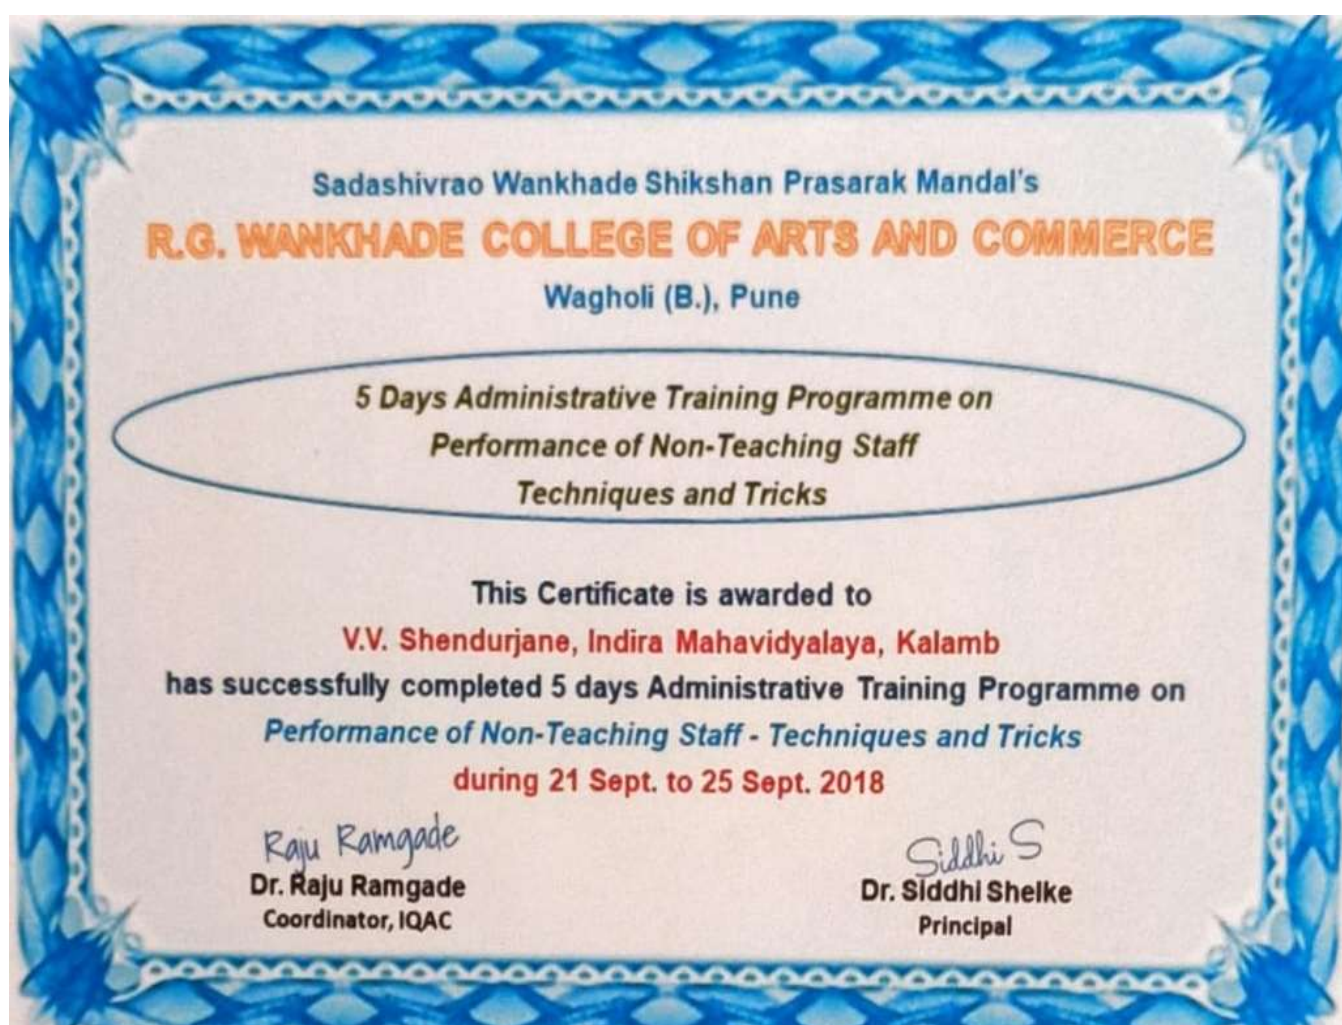 Sadashivrao Wankhade Shikshan Prasarak Mandal's
R.G. WANKHADE COLLEGE OF ARTS AND COMMERCE
Wagholi (B.), Pune
5 Days Administrative Training Programme on
Performance of Non-Teaching Staff
Techniques and Tricks
This Certificate is awarded to
V.V. Shendurjane, Indira Mahavidyalaya, Kalamb
has successfully completed 5 days Administrative Training Programme on
Performance of Non-Teaching Staff - Techniques and Tricks
during 21 Sept. to 25 Sept. 2018
Raju Ramgade
Dr. Raju Ramgade
Coordinator, IQAC
Siddhi S
Dr. Siddhi Shelke
Principal